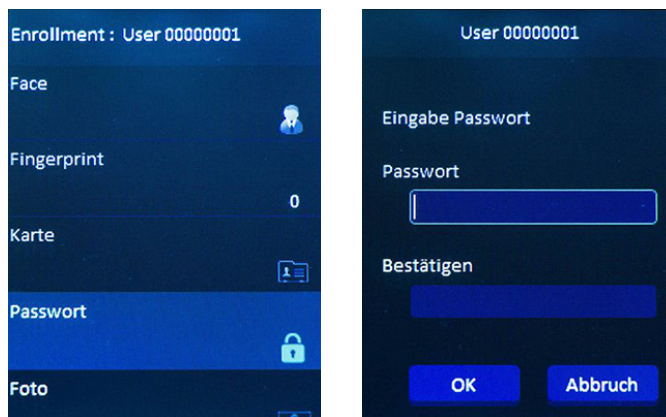 Enrollment : User 00000001
Face
Fingerprint
0
Karte
Passwort
Foto
User 00000001
Eingabe Passwort
Passwort
Bestätigen
OK
Abbruch